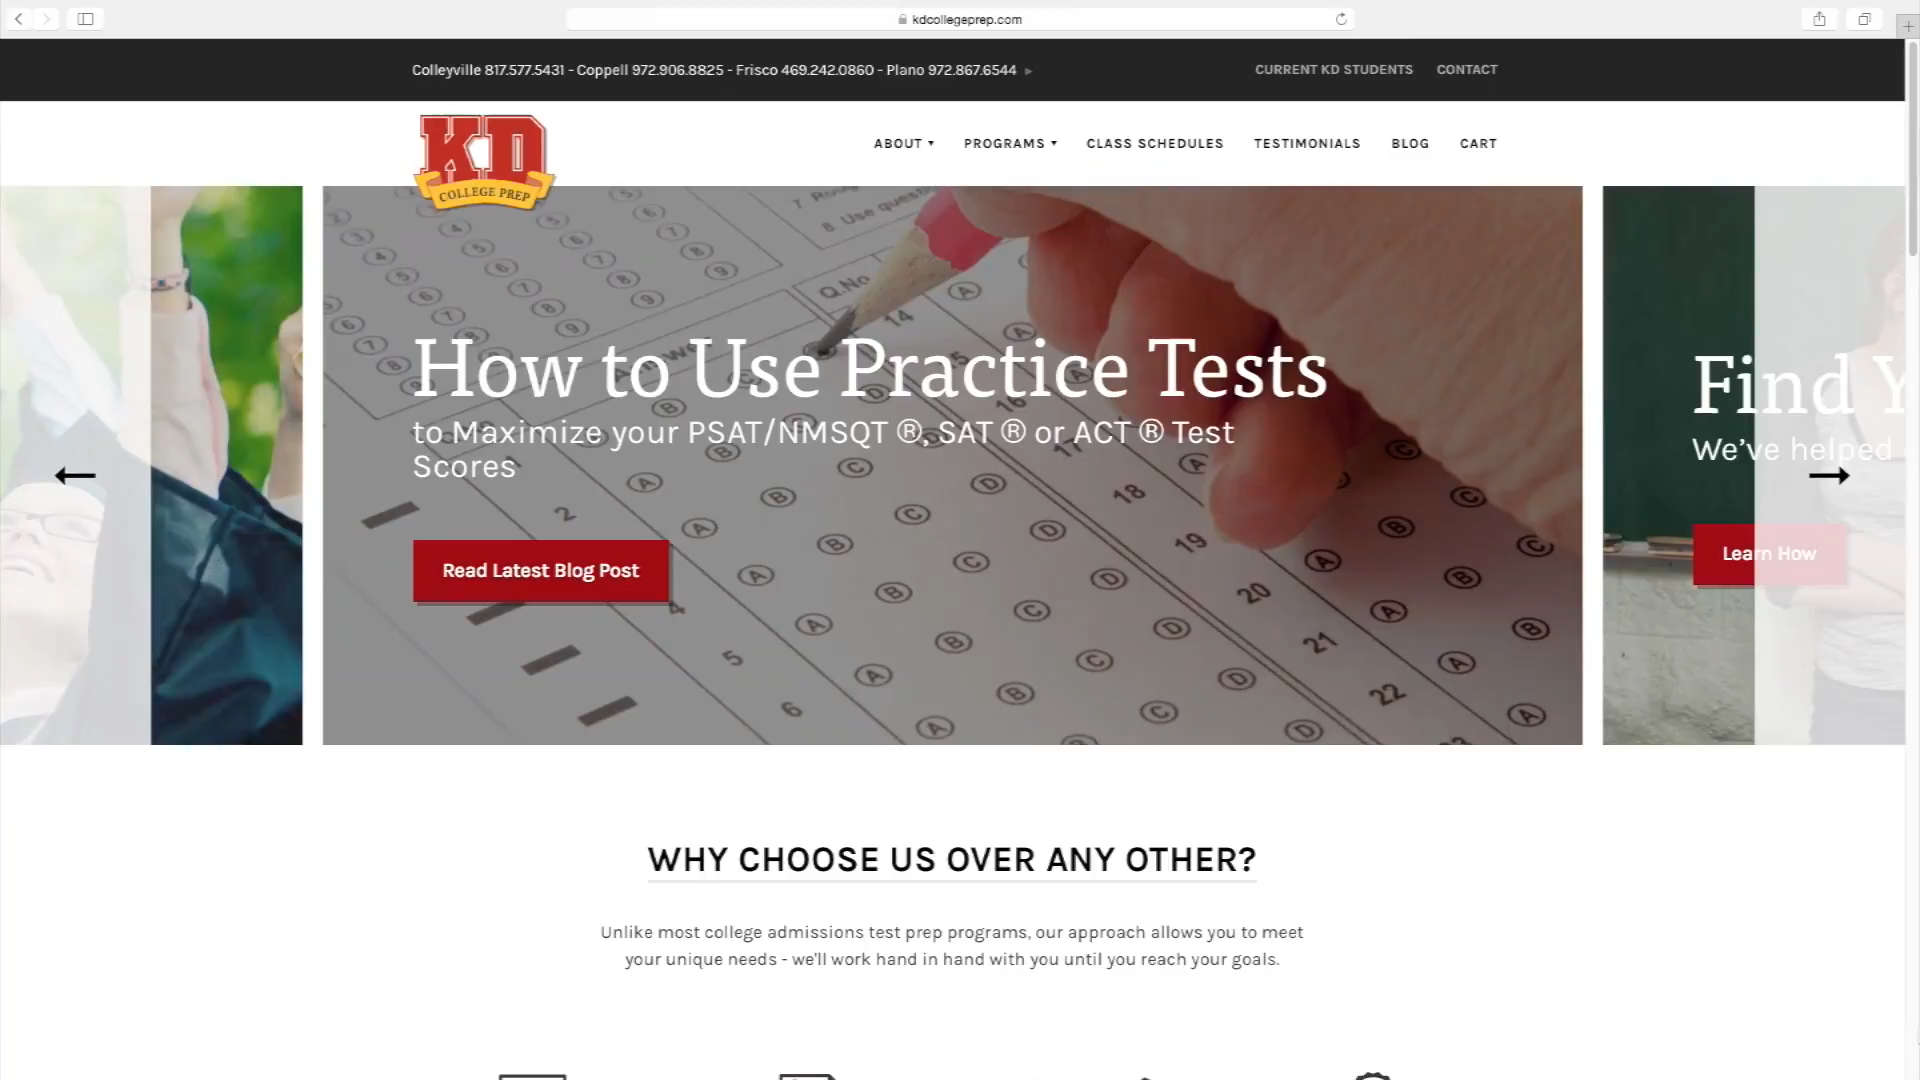 kdcollegeprep.com
Colleyville 817.577.5431 - Coppell 972.906.8825 - Frisco 469.242.0860 - Plano 972.867.6544
CURRENT KD STUDENTS CONTACT
KD
COLLEGE PREP
ABOUT PROGRAMS CLASS SCHEDULES TESTIMONIALS BLOG CART
How to Use Practice Tests
to Maximize your PSAT/NMSQT ®, SAT ® or ACT ® Test
Scores
Read Latest Blog Post
Find Y
We've helped
Learn How
WHY CHOOSE US OVER ANY OTHER?
Unlike most college admissions test prep programs, our approach allows you to meet
your unique needs - we'll work hand in hand with you until you reach your goals.